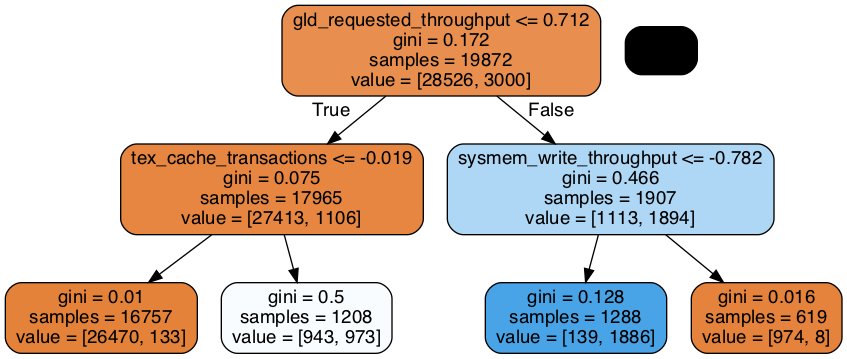 gld_requested_throughput <= 0.712
gini = 0.172
samples = 19872
value = [28526, 3000]
True
False
tex_cache_transactions <= -0.019
gini = 0.075
samples = 17965
value = [27413, 1106]
sysmem_write_throughput <= -0.782
gini = 0.466
samples = 1907
value = [1113, 1894]
gini = 0.01
samples = 16757
value = [26470, 133]
gini = 0.5
samples = 1208
value = [943, 973]
gini = 0.128
samples = 1288
value = [139, 1886]
gini = 0.016
samples = 619
value = [974, 8]